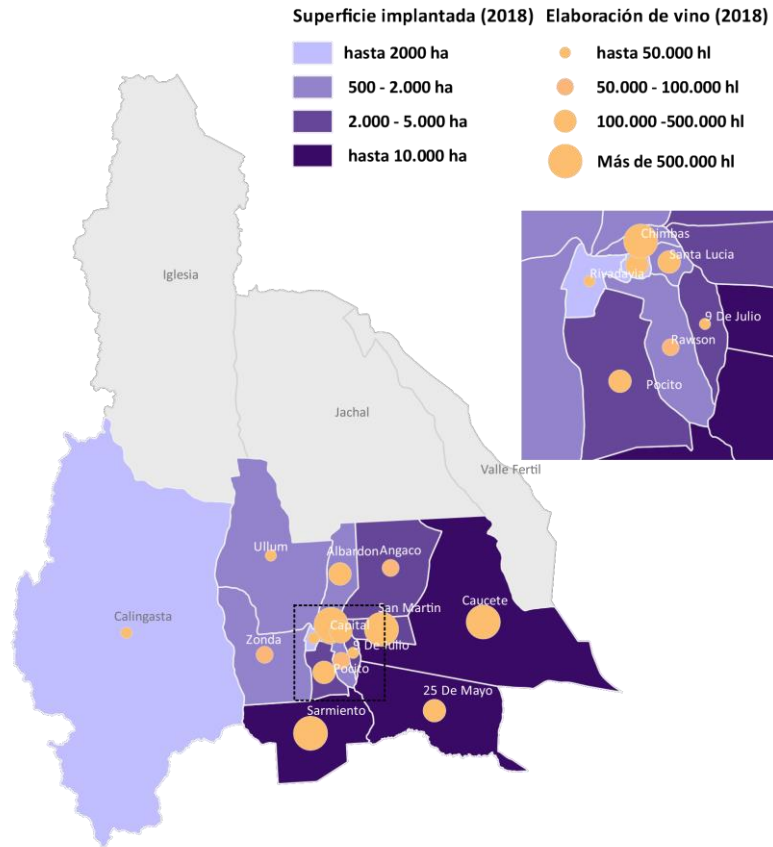 Superficie implantada (2018)
hasta 2000 ha
500 - 2.000 ha
2.000 - 5.000 ha
hasta 10.000 ha
Elaboración de vino (2018)
hasta 50.000 hl
50.000 - 100.000 hl
100.000 -500.000 hl
Más de 500.000 hl
Chimbas
Santa Lucia
Rivadavia
9 De Julio
Rawson
Pocito
Iglesia
Jachal
Valle Fertil
Ullum
Albardon
Angaco
Calingasta
San Martin
Caucete
Capital
Zonda
9 De Julio
Pocito
25 De Mayo
Sarmiento